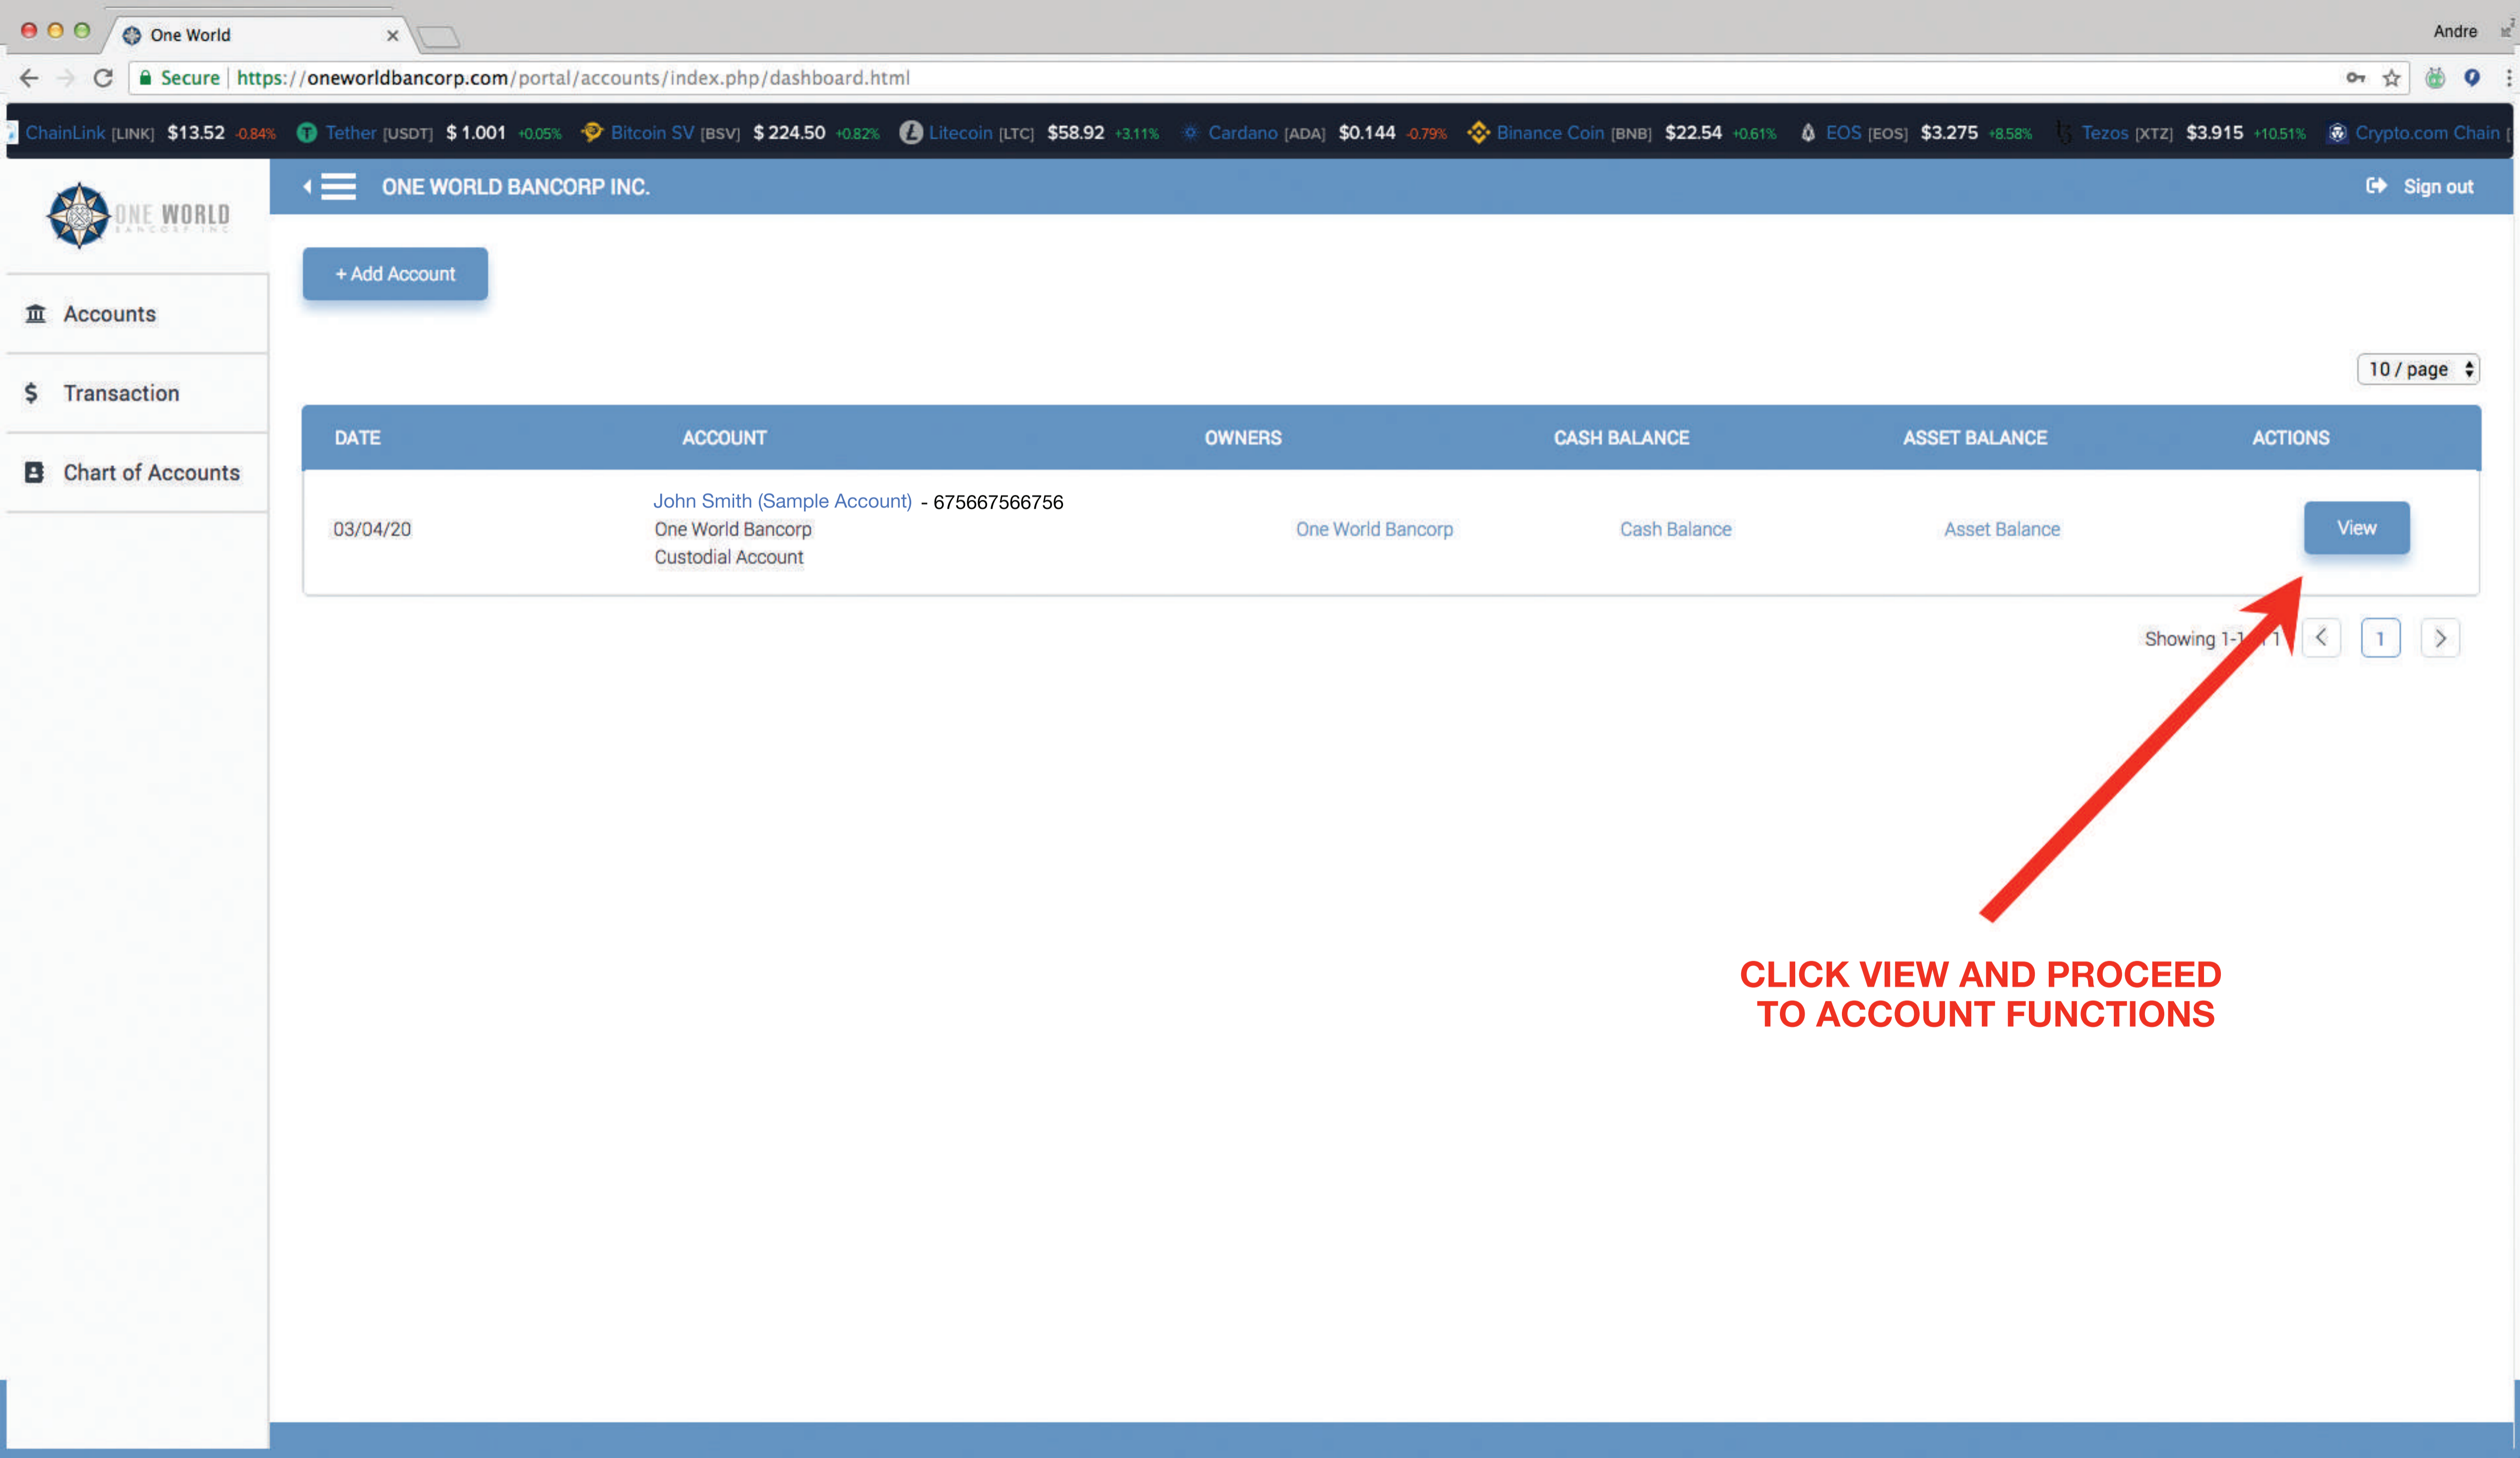 One World
Andre
Secure | https://oneworldbancorp.com/portal/accounts/index.php/dashboard.html
ChainLink [LINK] $13.52 -0.84% Tether [USDT] $1.001 +0.05% Bitcoin SV [BSV] $224.50 +0.82% Litecoin [LTC] $58.92 +3.11% Cardano [ADA] $0.144 -0.79% Binance Coin [BNB] $22.54 +0.61% EOS [EOS] $3.275 +8.58% Tezos [XTZ] $3.915 +10.51% Crypto.com Chain [
ONE WORLD
BANCORP INC
ONE WORLD BANCORP INC.
Sign out
+ Add Account
Accounts
Transaction
Chart of Accounts
10 / page
DATE ACCOUNT OWNERS CASH BALANCE ASSET BALANCE ACTIONS
John Smith (Sample Account) - 675667566756
03/04/20 One World Bancorp One World Bancorp Cash Balance Asset Balance View
Custodial Account
Showing 1-1 1 < 1 >
CLICK VIEW AND PROCEED
TO ACCOUNT FUNCTIONS